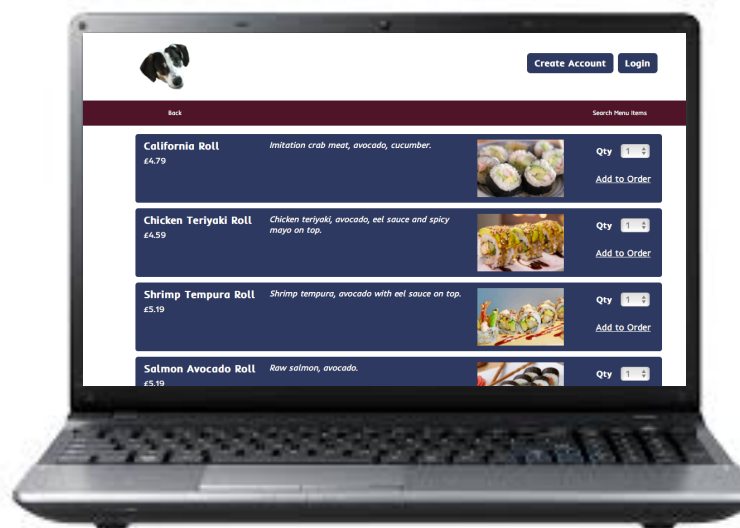 Create Account Login
Back Search Menu Items
California Roll Imitation crab meat, avocado, cucumber. Qty 1
£4.79
Add to Order
Chicken Teriyaki Roll Chicken teriyaki, avocado, eel sauce and spicy Qty 1
mayo on top.
£4.59
Add to Order
Shrimp Tempura Roll Shrimp tempura, avocado with eel sauce on top. Qty 1
£5.19
Add to Order
Salmon Avocado Roll Raw salmon, avocado. Qty 1
£5.19